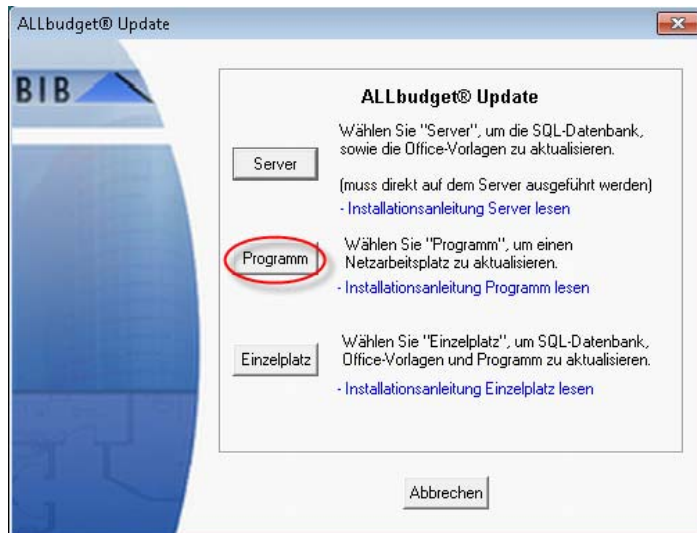 ALLbudget® Update
BIB
ALLbudget® Update
Server
Wählen Sie "Server", um die SQL-Datenbank,
sowie die Office-Vorlagen zu aktualisieren.
(muss direkt auf dem Server ausgeführt werden)
- Installationsanleitung Server lesen
Programm
Wählen Sie "Programm", um einen
Netzarbeitsplatz zu aktualisieren.
- Installationsanleitung Programm lesen
Einzelplatz
Wählen Sie "Einzelplatz", um SQL-Datenbank,
Office-Vorlagen und Programm zu aktualisieren.
- Installationsanleitung Einzelplatz lesen
Abbrechen